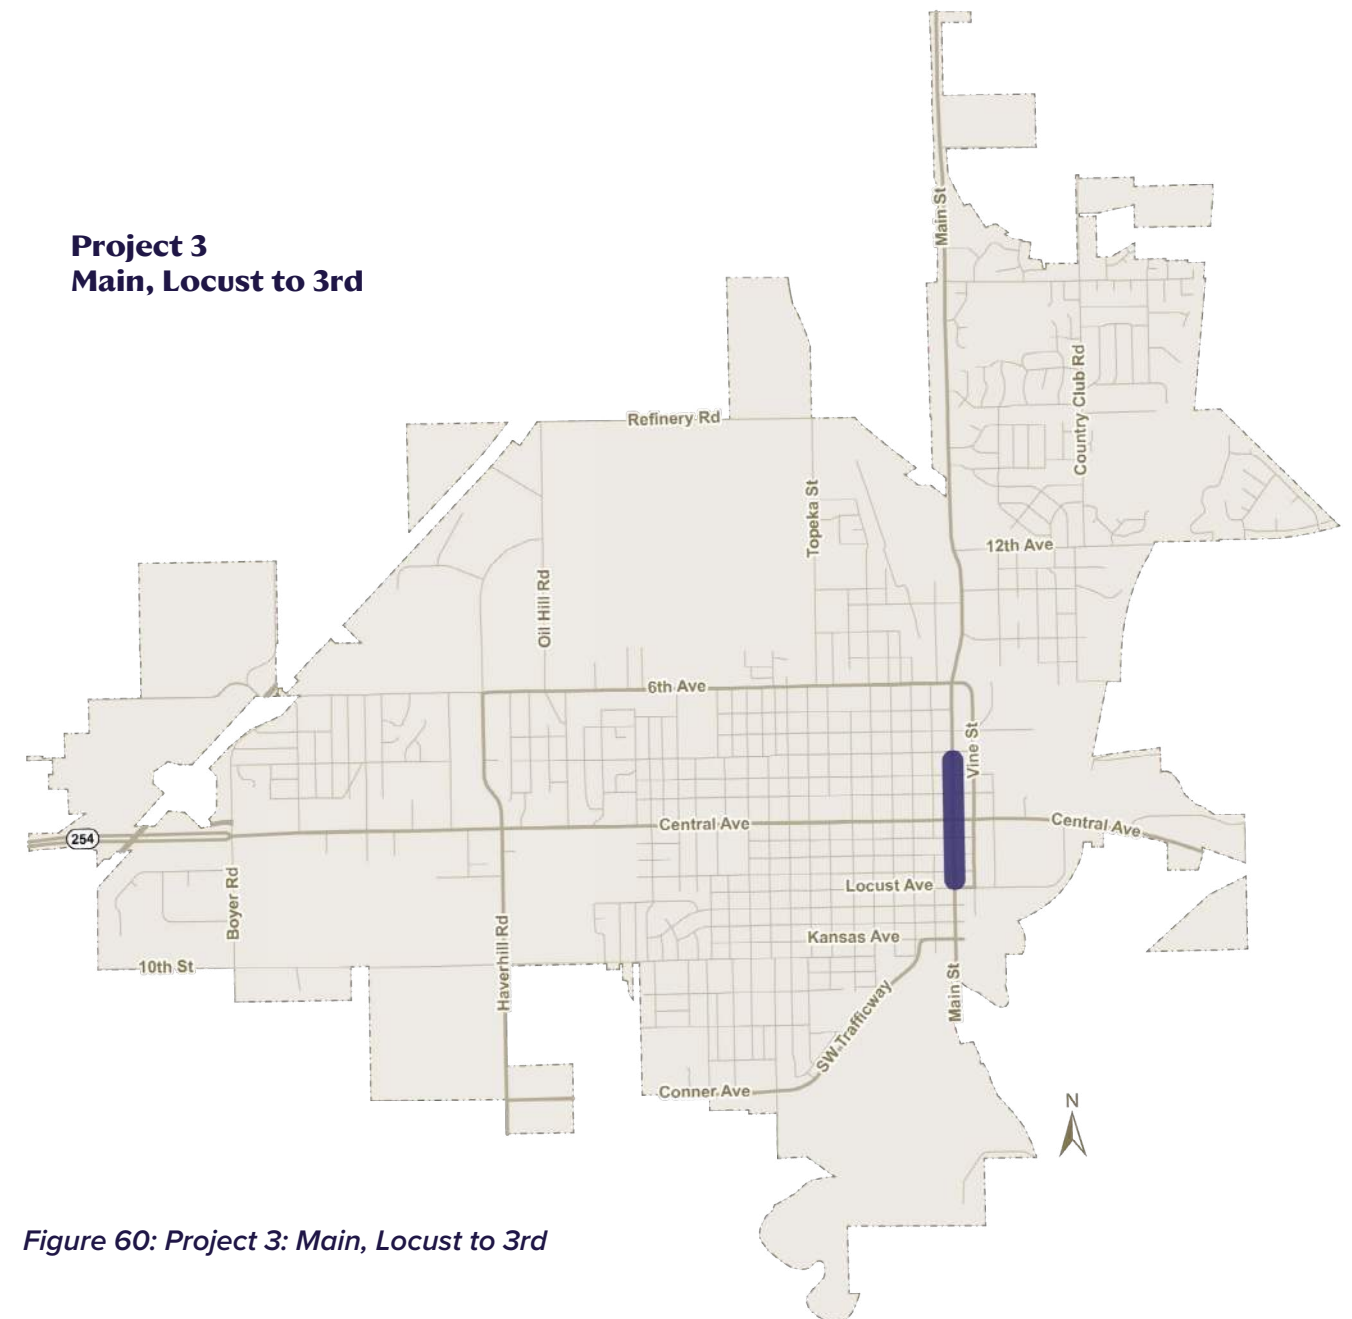 Project 3
Main, Locust to 3rd
Main St
Country Club Rd
Refinery Rd
Topeka St
12th Ave
Oil Hill Rd
6th Ave
Vine St
254
Central Ave
Central Ave
Boyer Rd
Locust Ave
Haverhill Rd
Kansas Ave
10th St
Main St
SW Trafficway
Conner Ave
N
Figure 60: Project 3: Main, Locust to 3rd